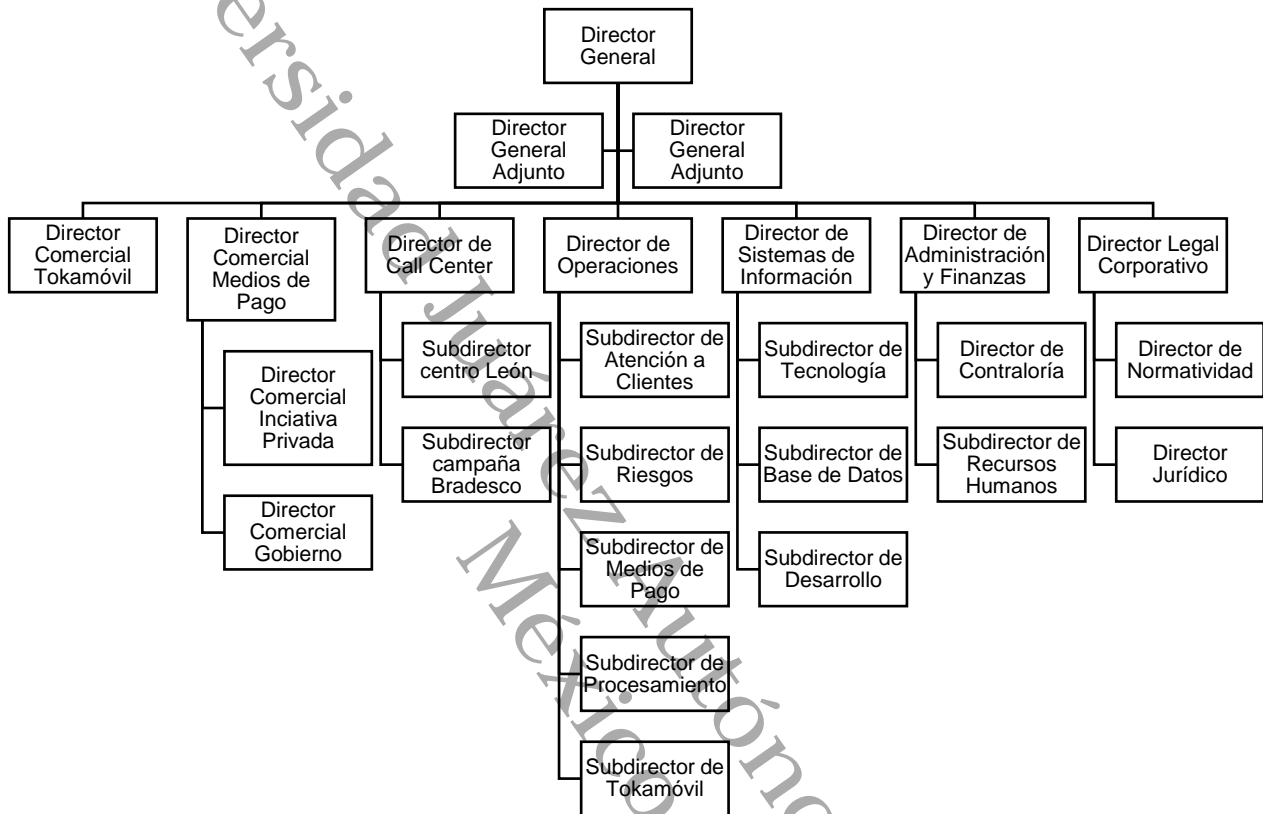 Director
General
Director
General
Adjunto
Director
General
Adjunto
Director
Comercial
Tokamóvil
Director
Comercial
Medios de
Pago
Director
Comercial
Inciativa
Privada
Director
Comercial
Gobierno
Director de
Call Center
Subdirector
centro León
Subdirector
campaña
Bradesco
Director de
Operaciones
Subdirector de
Atención a
Clientes
Subdirector de
Riesgos
Subdirector de
Medios de
Pago
Subdirector de
Procesamiento
Subdirector de
Tokamóvil
Director de
Sistemas de
Información
Subdirector de
Tecnología
Subdirector de
Base de Datos
Subdirector de
Desarrollo
Director de
Administración
y Finanzas
Director de
Contraloría
Subdirector de
Recursos
Humanos
Director Legal
Corporativo
Director de
Normatividad
Director
Jurídico
Juárez
México